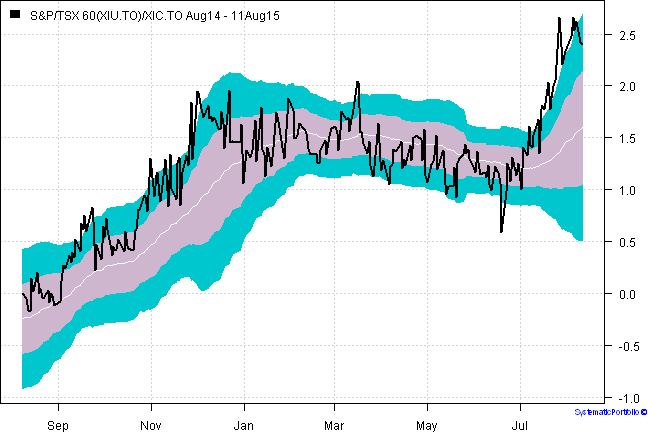 S&P/TSX 60(XIU.TO)/XIC.TO Aug14 - 11Aug15
2.5
2.0
1.5
1.0
0.5
0.0
-0.5
-1.0
SystematicPortfolio ©
Sep Nov Jan Mar May Jul